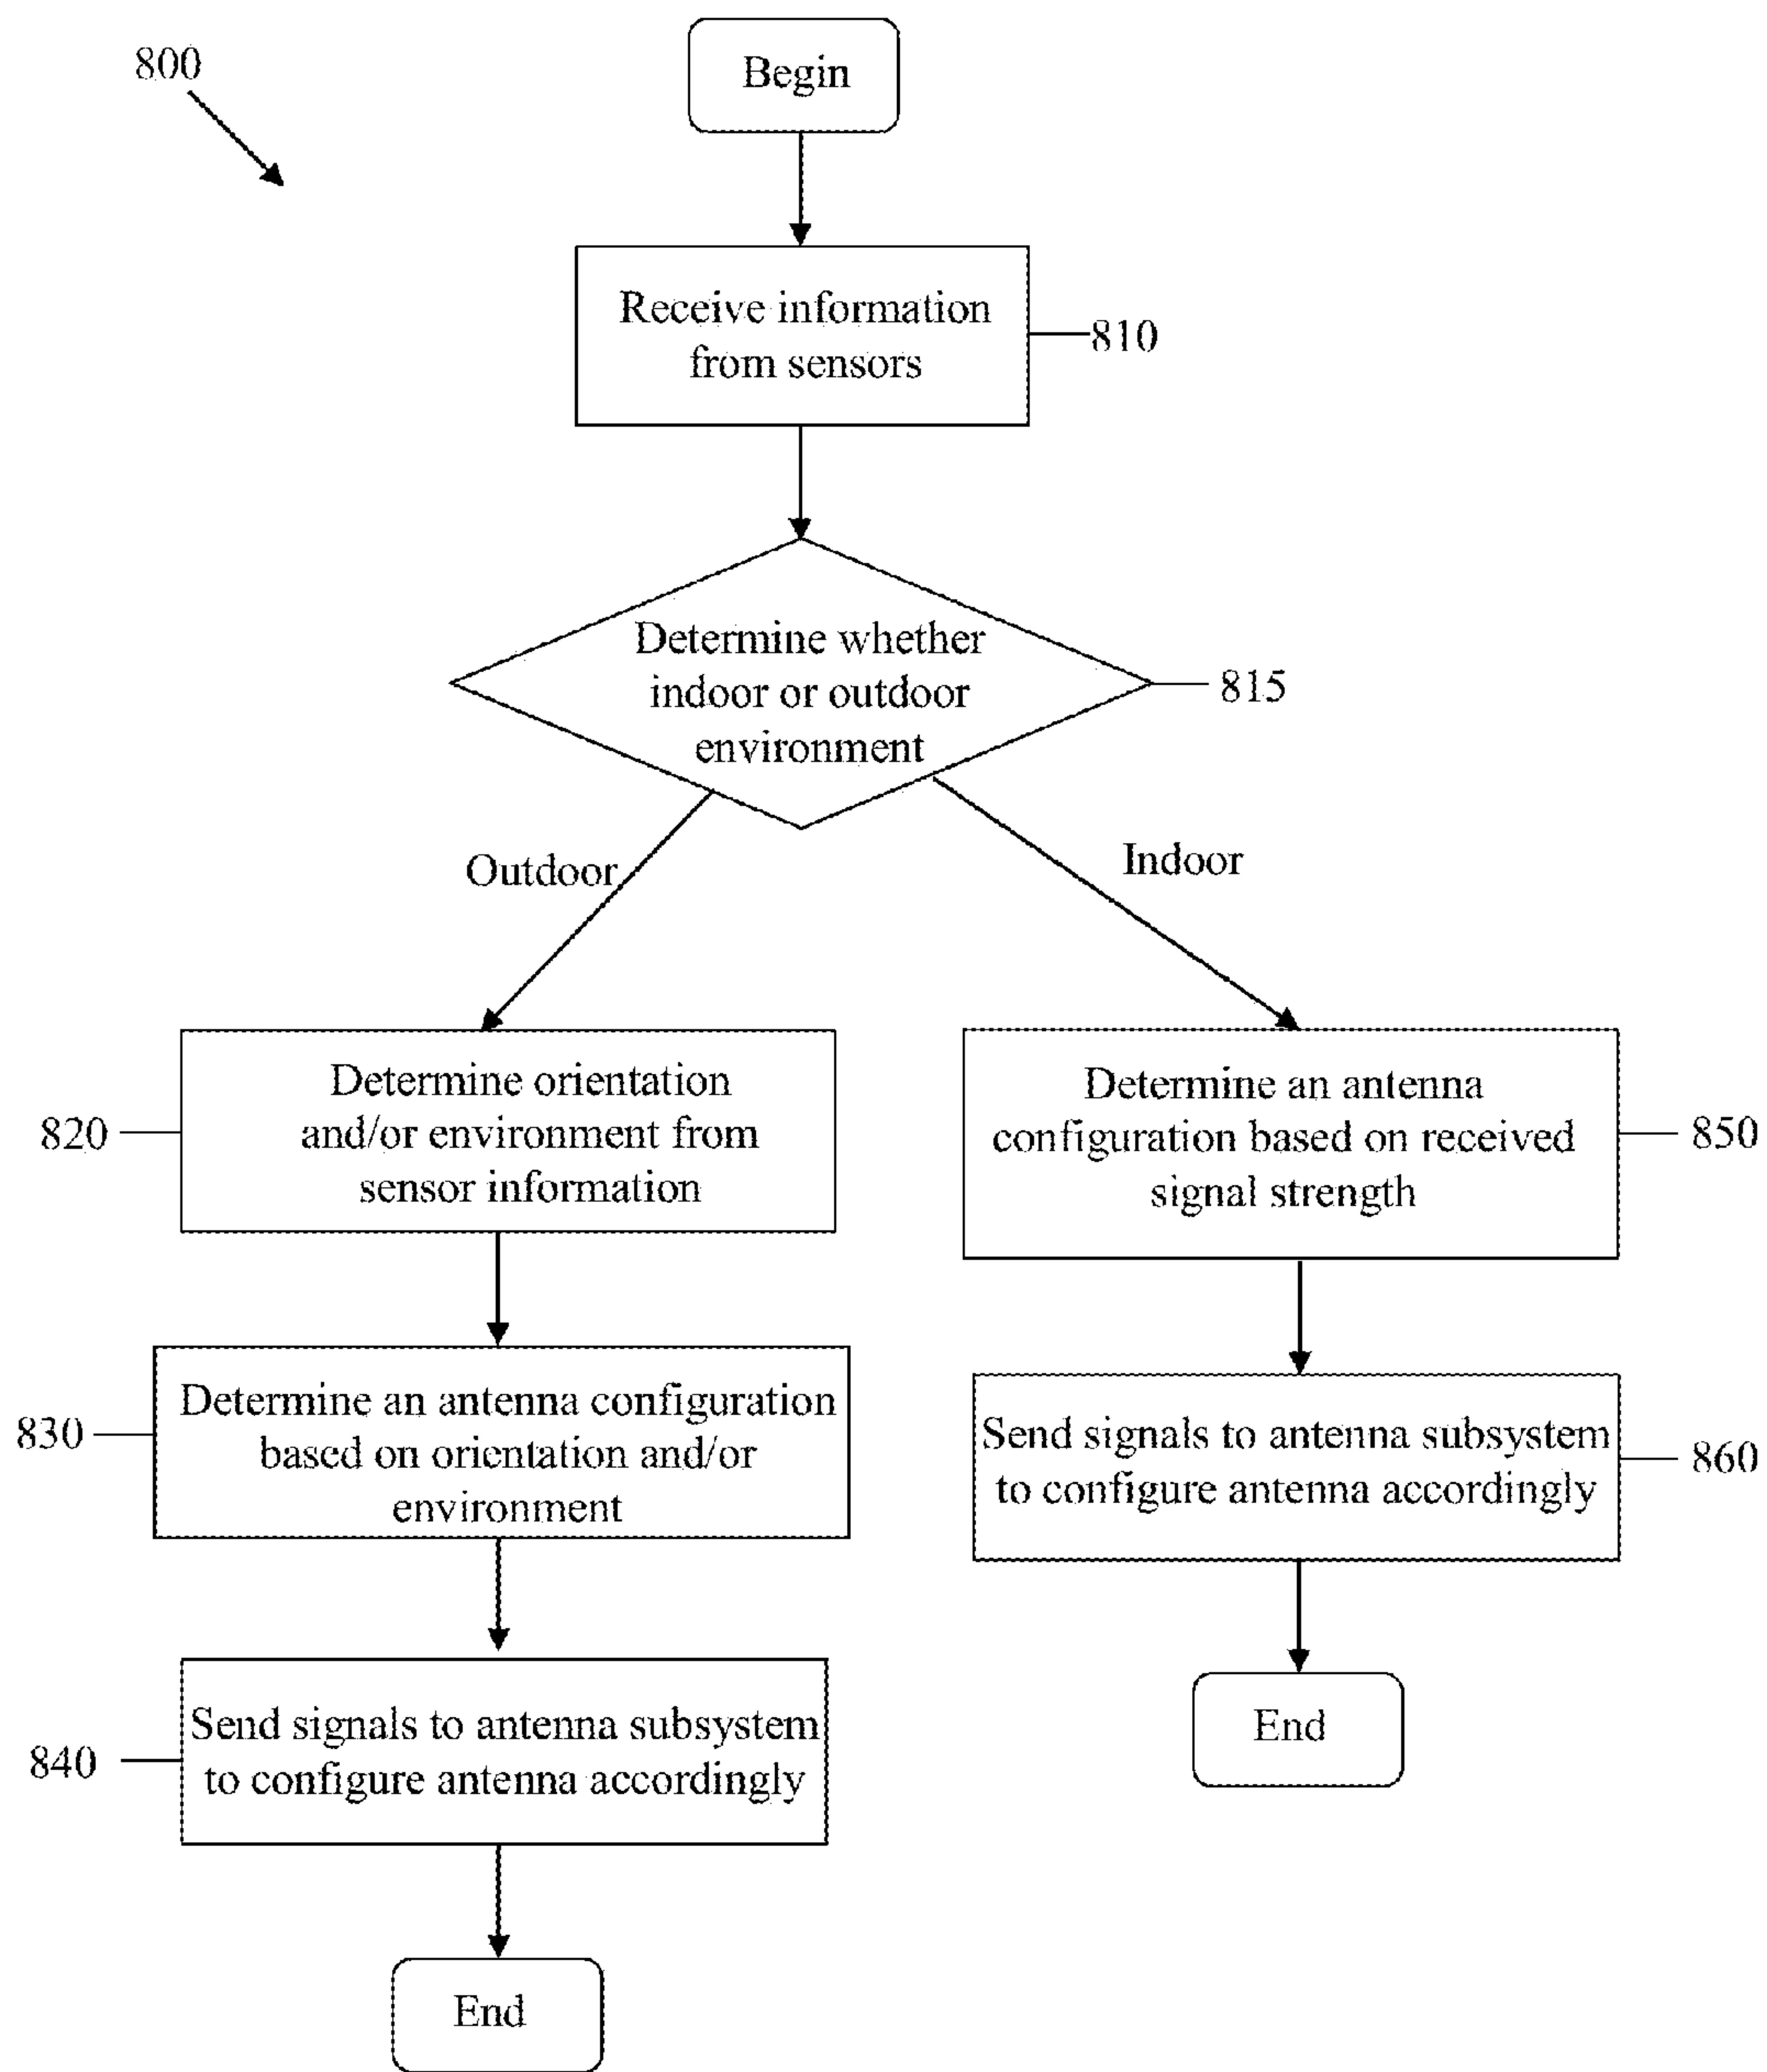 800
Begin
Receive information
from sensors
810
Determine whether
indoor or outdoor
environment
815
Outdoor
Indoor
Determine orientation
and/or environment from
sensor information
820
Determine an antenna
configuration based on received
signal strength
850
Determine an antenna configuration
based on orientation and/or
environment
830
Send signals to antenna subsystem
to configure antenna accordingly
860
Send signals to antenna subsystem
to configure antenna accordingly
840
End
End